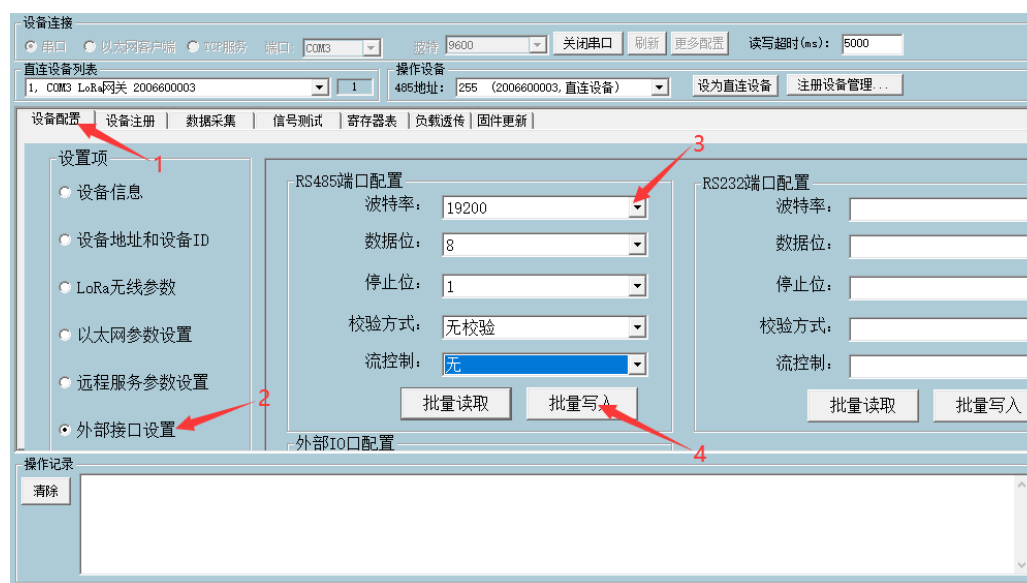 设备连接
串口 以太网客户端 TCP服务 端口: COM3 波特 9600 关闭串口 刷新 更多配置 读写超时(ms): 5000
直连设备列表 操作设备
1, COM3 LoRa网关 2006600003 1 485地址: 255 (2006600003,直连设备) 设为直连设备 注册设备管理...
设备配置 设备注册 数据采集 信号测试 寄存器表 负载透传 固件更新
1
3
设置项
设备信息
设备地址和设备ID
LoRa无线参数
以太网参数设置
远程服务参数设置
2
外部接口设置
RS485端口配置
波特率: 19200
数据位: 8
停止位: 1
校验方式: 无校验
流控制: 无
批量读取 批量写入
4
外部IO口配置
RS232端口配置
波特率:
数据位:
停止位:
校验方式:
流控制:
批量读取 批量写入
操作记录
清除